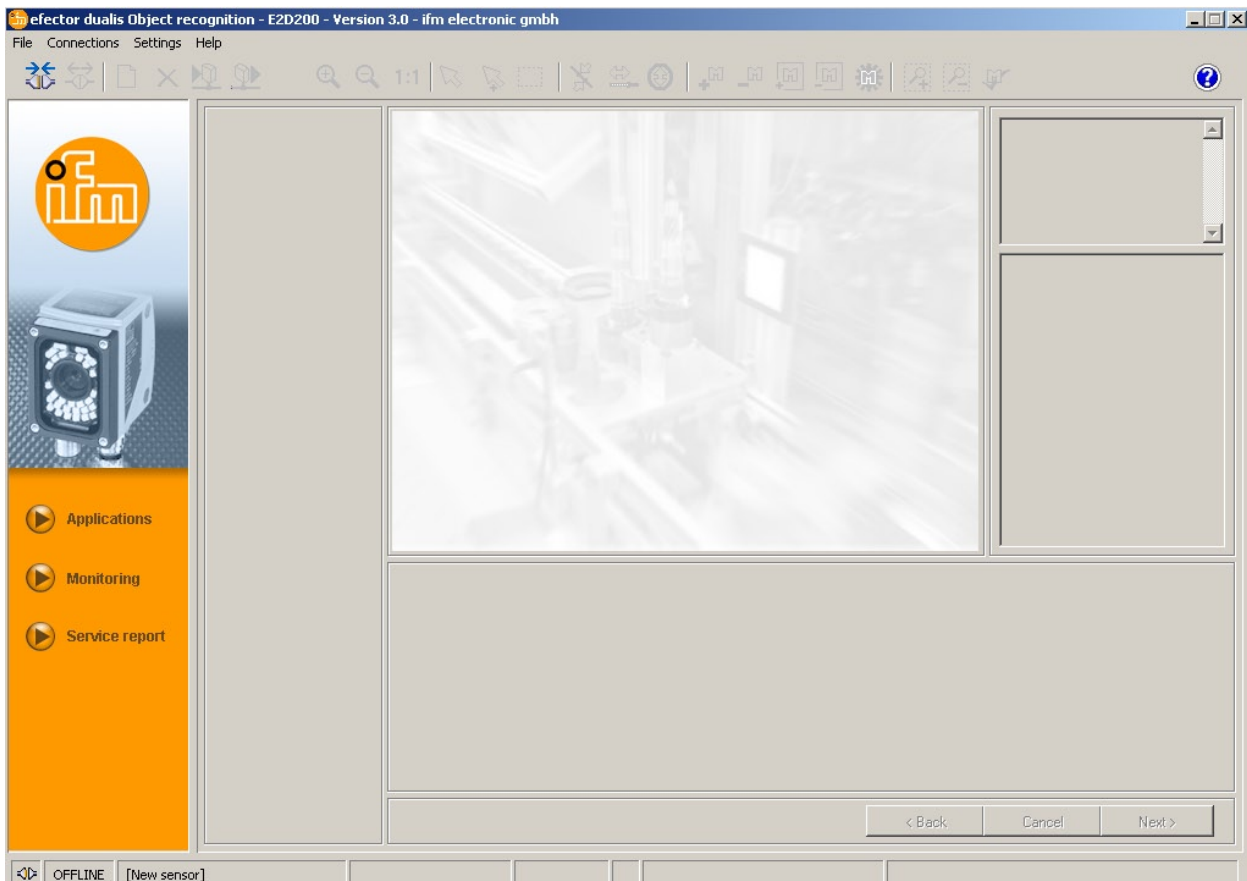 efector dualis Object recognition - E2D200 - Version 3.0 - ifm electronic gmbh
File Connections Settings Help
1:1
ifm
Applications
Monitoring
Service report
< Back Cancel Next >
OFFLINE [New sensor]